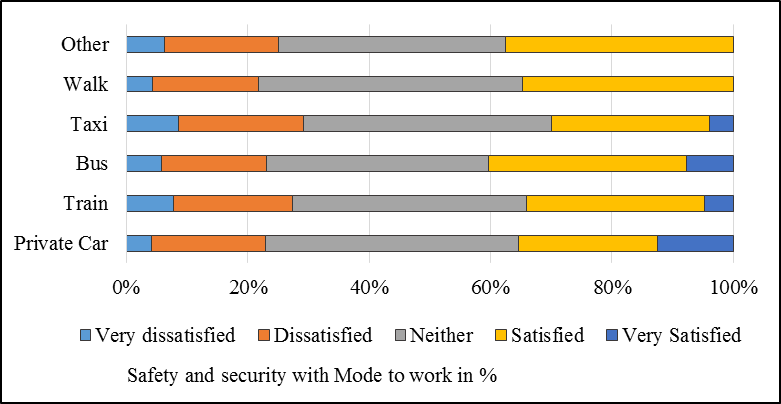 Other
Walk
Taxi
Bus
Train
Private Car
0% 20% 40% 60% 80% 100%
Very dissatisfied Dissatisfied Neither Satisfied Very Satisfied
Safety and security with Mode to work in %